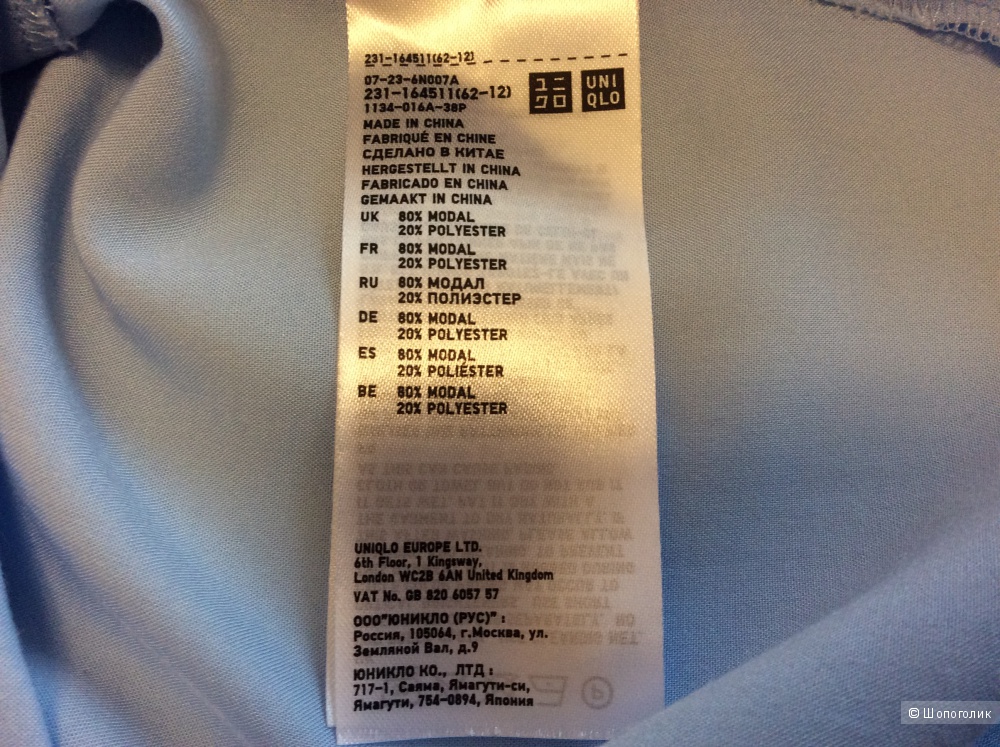 231-164511(62-12)
07-23-6N007A
231-164511(62-12)
1134-016A-38P
ユニ
クロ
UNI
QLO
MADE IN CHINA
FABRIQUÉ EN CHINE
СДЕЛАНО В КИТАЕ
HERGESTELLT IN CHINA
FABRICADO EN CHINA
GEMAAKT IN CHINA
UK 80% MODAL
20% POLYESTER
FR 80% MODAL
20% POLYESTER
RU 80% МОДАЛ
20% ПОЛИЭСТЕР
DE 80% MODAL
20% POLYESTER
ES 80% MODAL
20% POLIÉSTER
BE 80% MODAL
20% POLYESTER
UNIQLO EUROPE LTD.
6th Floor, 1 Kingsway,
London WC2B 6AN United Kingdom
VAT No. GB 820 6057 57
ООО"ЮНИКЛО (РУС)" :
Россия, 105064, г.Москва, ул.
Земляной Вал, д.9
ЮНИКЛО КО., ЛТД :
717-1, Саяма, Ямагути-си,
Ямагути, 754-0894, Япония
© Шопоголик